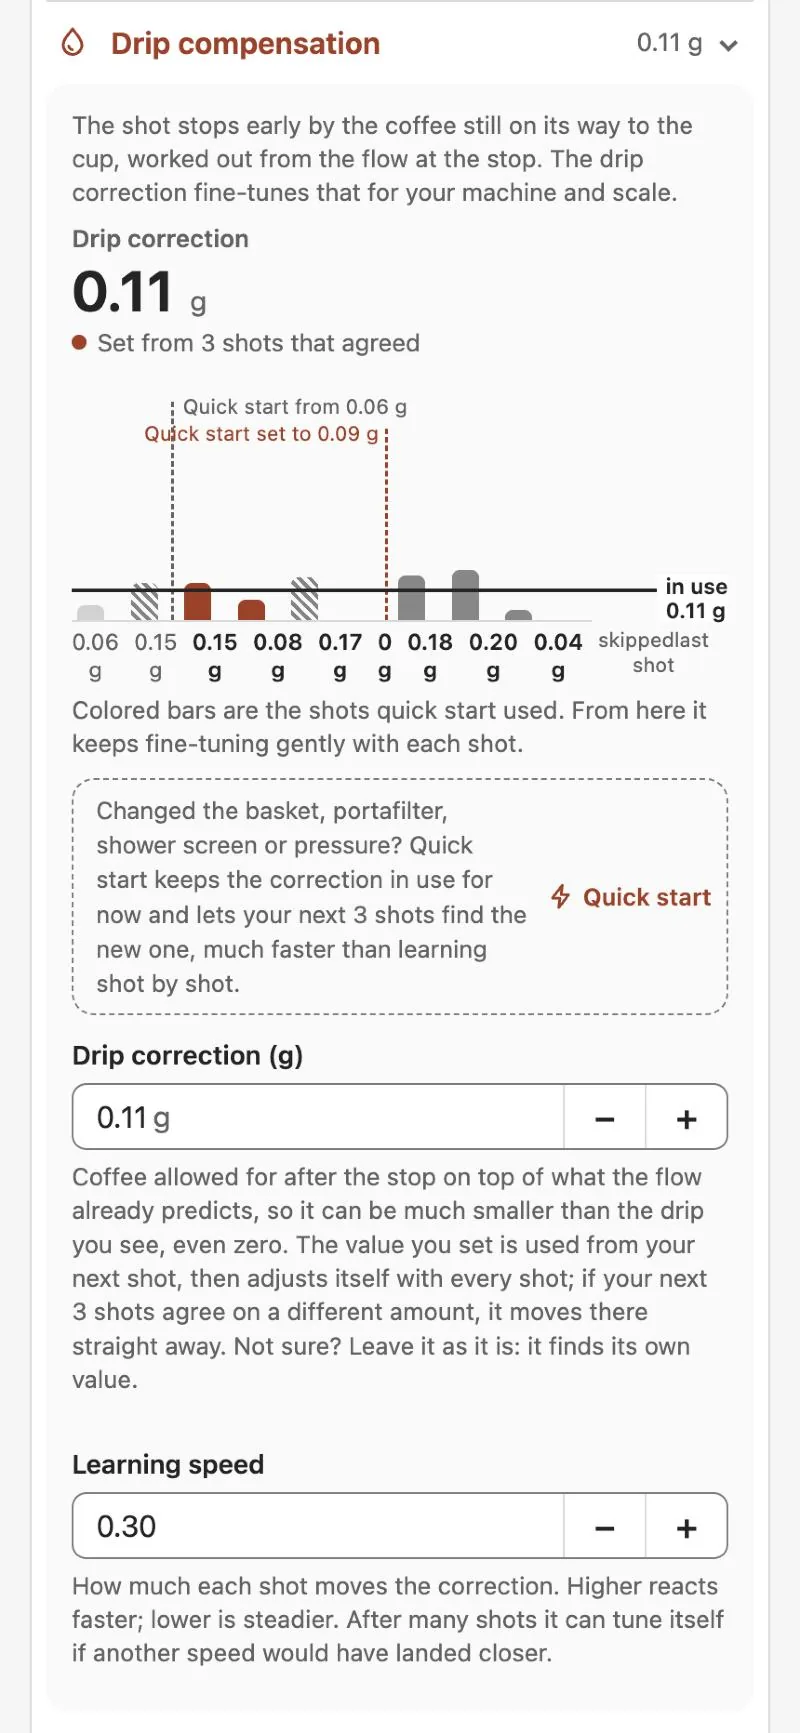 Drip compensation
0.11 g
The shot stops early by the coffee still on its way to the
cup, worked out from the flow at the stop. The drip
correction fine-tunes that for your machine and scale.
Drip correction
0.11 g
Set from 3 shots that agreed
Quick start from 0.06 g
Quick start set to 0.09 g
in use
0.11 g
0.06 g
0.15 g
0.15 g
0.08 g
0.17 g
0 g
0.18 g
0.20 g
0.04 g
skipped
last shot
Colored bars are the shots quick start used. From here it
keeps fine-tuning gently with each shot.
Changed the basket, portafilter,
shower screen or pressure? Quick
start keeps the correction in use for
now and lets your next 3 shots find the
new one, much faster than learning
shot by shot.
Quick start
Drip correction (g)
0.11 g
− +
Coffee allowed for after the stop on top of what the flow
already predicts, so it can be much smaller than the drip
you see, even zero. The value you set is used from your
next shot, then adjusts itself with every shot; if your next
3 shots agree on a different amount, it moves there
straight away. Not sure? Leave it as it is: it finds its own
value.
Learning speed
0.30
− +
How much each shot moves the correction. Higher reacts
faster; lower is steadier. After many shots it can tune itself
if another speed would have landed closer.